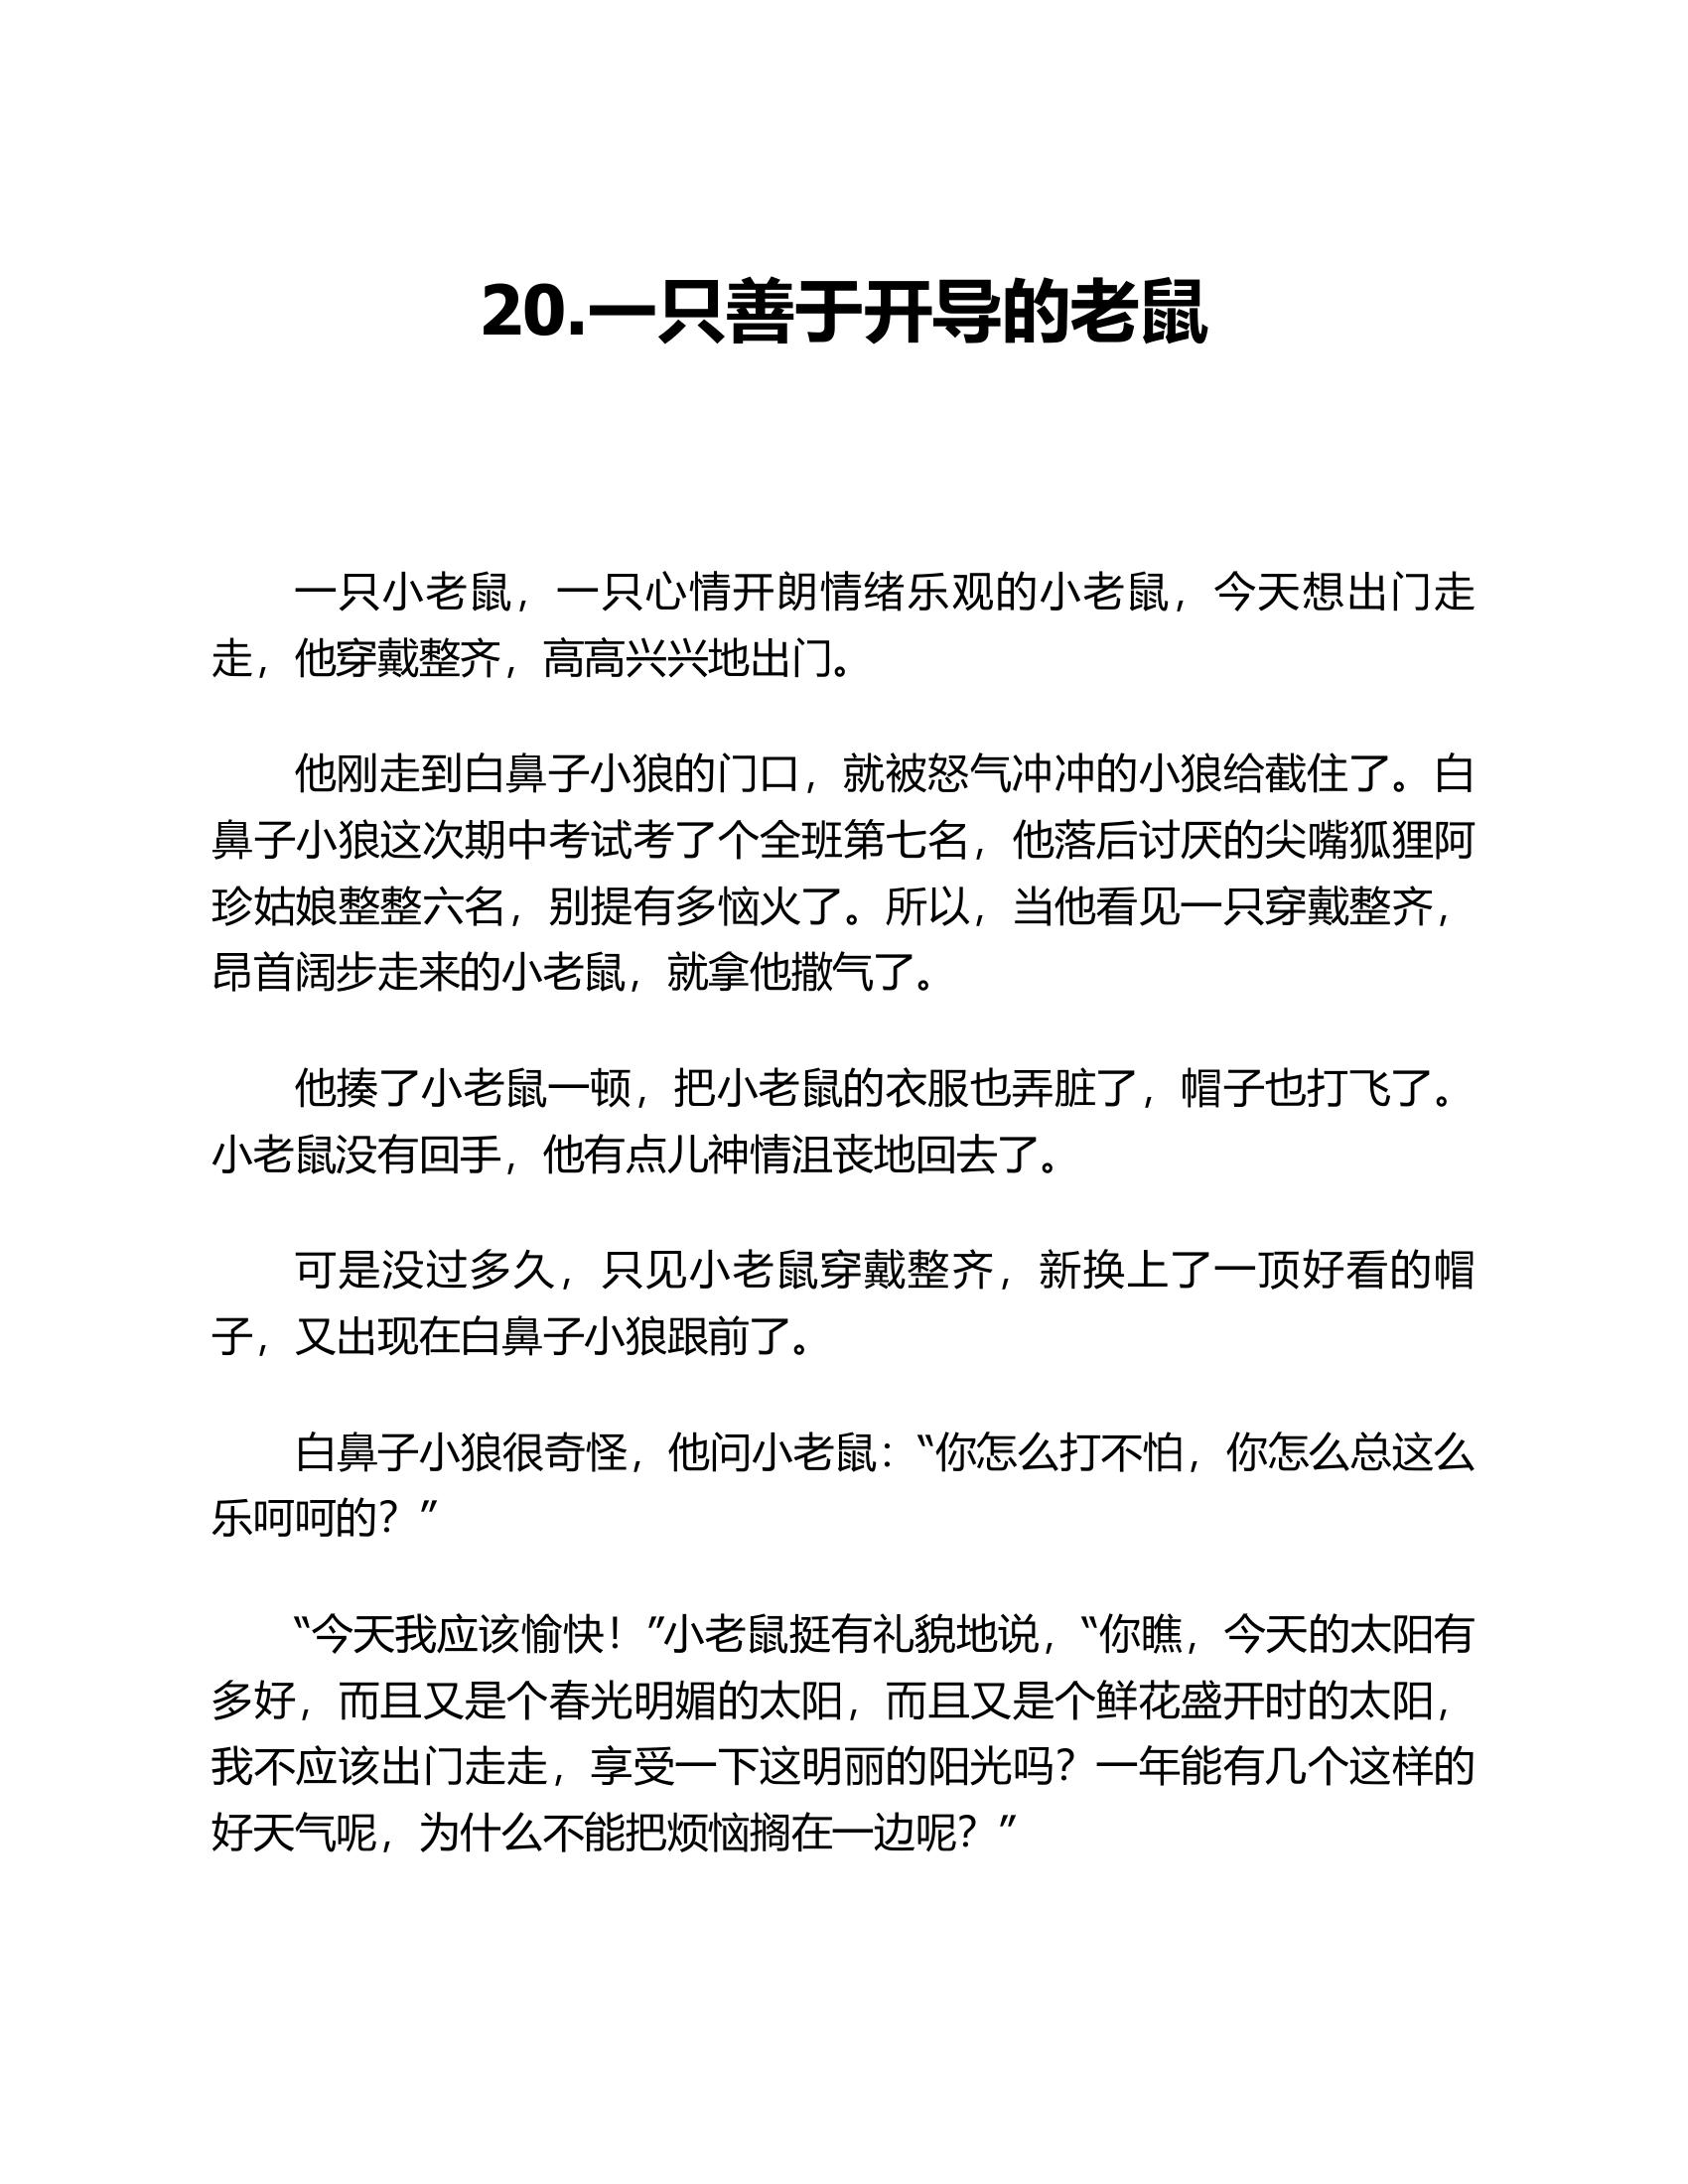 20.一只善于开导的老鼠
一只小老鼠，一只心情开朗情绪乐观的小老鼠，今天想出门走
走，他穿戴整齐，高高兴兴地出门。
他刚走到白鼻子小狼的门口，就被怒气冲冲的小狼给截住了。白
鼻子小狼这次期中考试考了个全班第七名，他落后讨厌的尖嘴狐狸阿
珍姑娘整整六名，别提有多恼火了。所以，当他看见一只穿戴整齐，
昂首阔步走来的小老鼠，就拿他撒气了。
他揍了小老鼠一顿，把小老鼠的衣服也弄脏了，帽子也打飞了。
小老鼠没有回手，他有点儿神情沮丧地回去了。
可是没过多久，只见小老鼠穿戴整齐，新换上了一顶好看的帽
子，又出现在白鼻子小狼跟前了。
白鼻子小狼很奇怪，他问小老鼠：“你怎么打不怕，你怎么总这么
乐呵呵的？”
“今天我应该愉快！”小老鼠挺有礼貌地说，“你瞧，今天的太阳有
多好，而且又是个春光明媚的太阳，而且又是个鲜花盛开时的太阳，
我不应该出门走走，享受一下这明丽的阳光吗？一年能有几个这样的
好天气呢，为什么不能把烦恼搁在一边呢？”